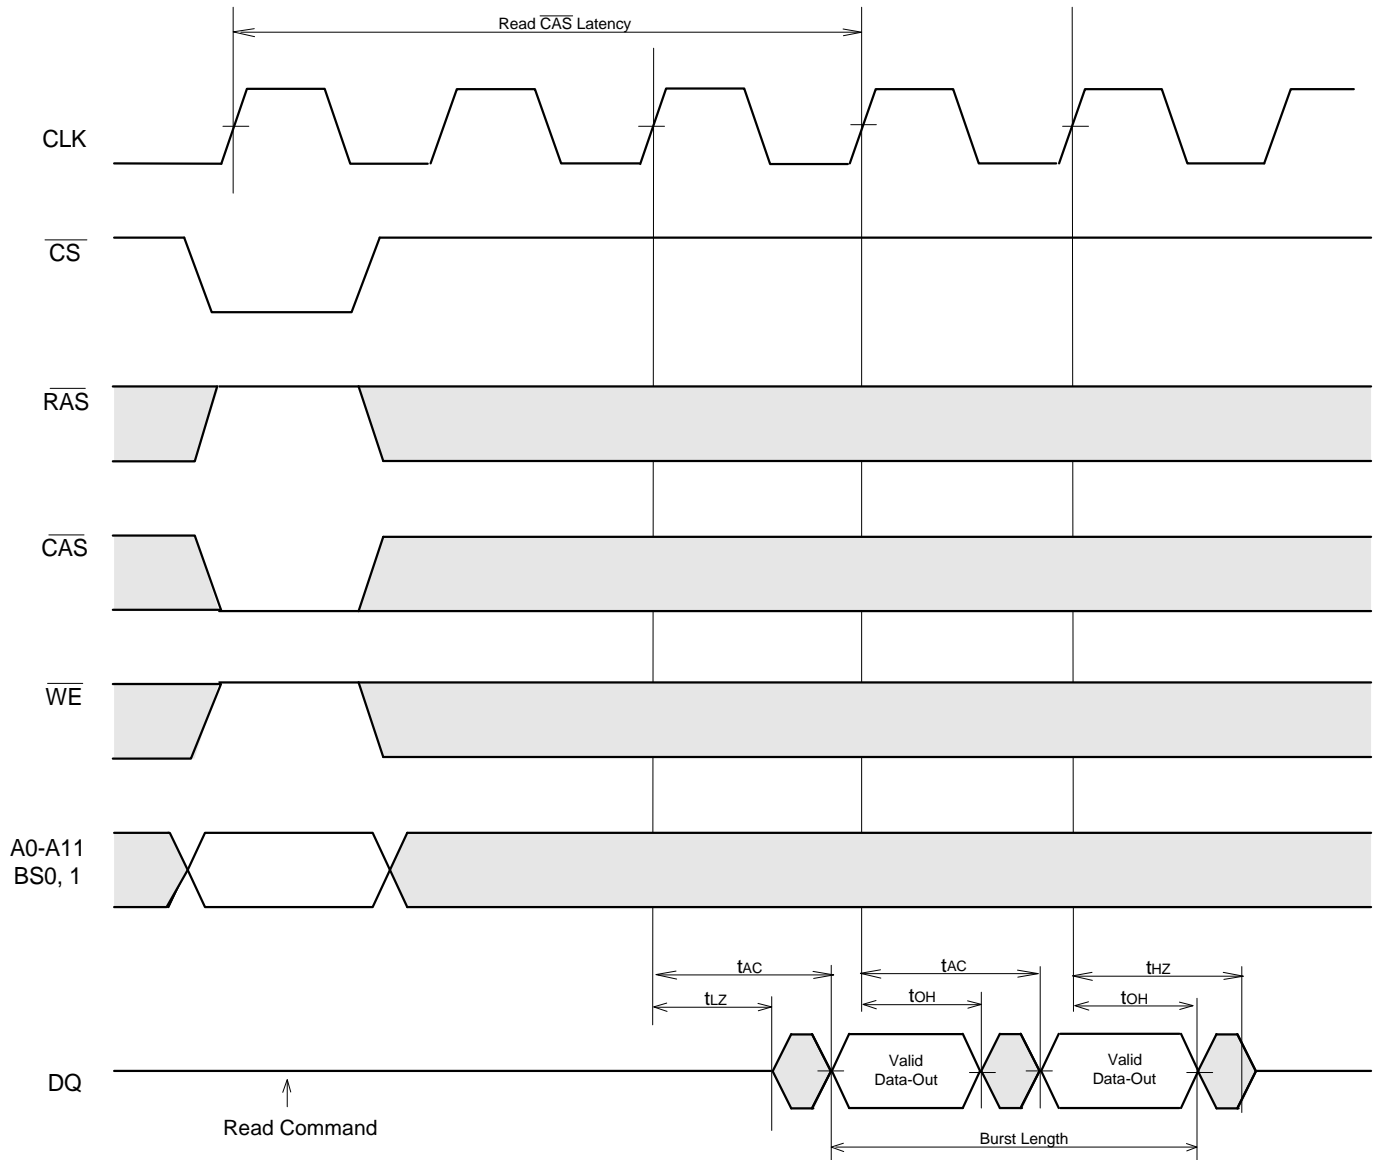 Read CAS Latency
CLK
CS
RAS
CAS
WE
A0-A11
BS0, 1
tAC
tAC
tHZ
tLZ
tOH
tOH
Valid
Data-Out
Valid
Data-Out
DQ
Read Command
Burst Length